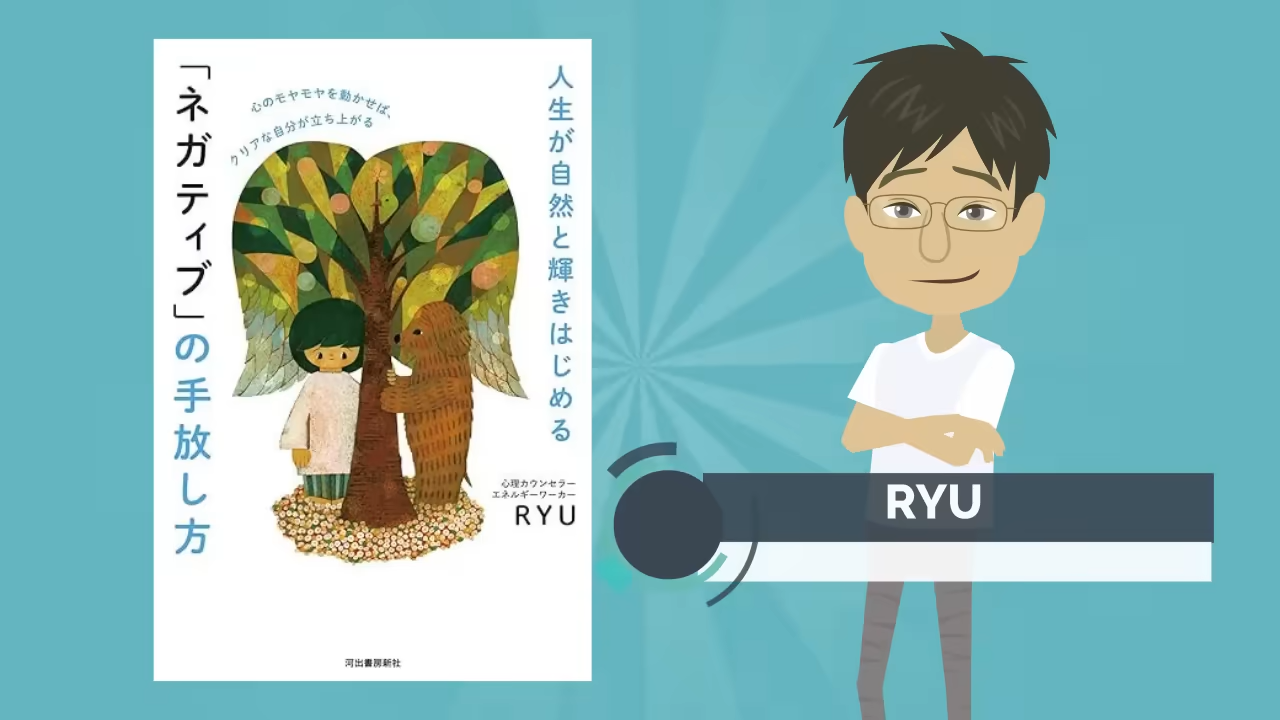 人生が自然と輝きはじめる
「ネガティブ」の手放し方
心のモヤモヤを動かせば、
クリアな自分が立ち上がる
心理カウンセラー
エネルギーワーカー
RYU
河出書房新社
RYU